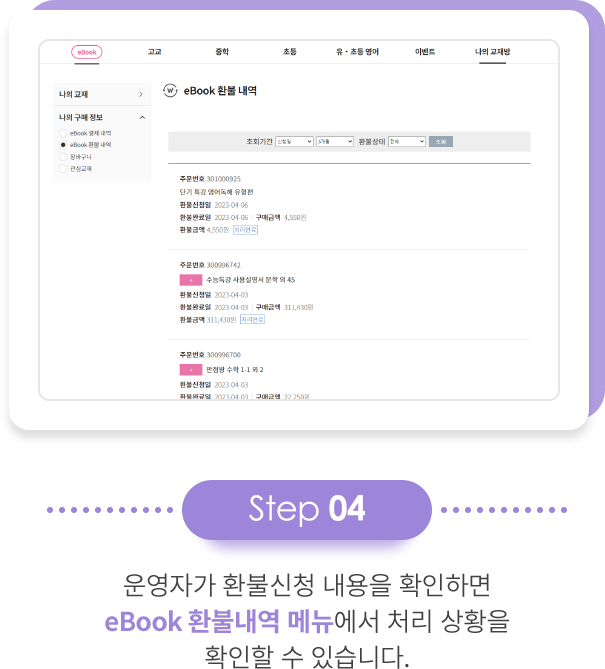 eBook 고교 중학 초등 유・초등 영어 이벤트 나의 교재방
나의 교재
나의 구매 정보
eBook 결제 내역
eBook 환불 내역
장바구니
관심교재
eBook 환불 내역
조회기간 신청일 3개월 환불상태 전체 조회
주문번호 301000925
단기 특강 영어독해 유형편
환불신청일 2023-04-06
환불완료일 2023-04-06 | 구매금액 4,550원
환불금액 4,550원 처리완료
주문번호 300996742
+ 수능특강 사용설명서 문학 외 45
환불신청일 2023-04-03
환불완료일 2023-04-03 | 구매금액 311,430원
환불금액 311,430원 처리완료
주문번호 300996700
+ 만점왕 수학 1-1 외 2
환불신청일 2023-04-03
환불완료일 2023-04-03 | 구매금액 22,750원
Step 04
운영자가 환불신청 내용을 확인하면
eBook 환불내역 메뉴에서 처리 상황을
확인할 수 있습니다.